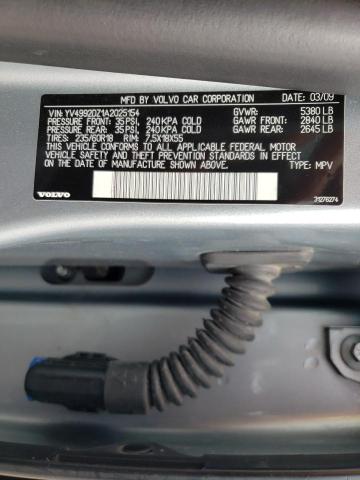 MFD BY VOLVO CAR CORPORATION DATE: 03/09
VIN: YV4992DZ1A2025154 GVWR: 5380 LB
PRESSURE FRONT: 35 PSI, 240 KPA COLD GAWR FRONT: 2840 LB
PRESSURE REAR: 35 PSI, 240 KPA COLD GAWR REAR: 2645 LB
TIRES: 235/60R18 RIM: 7,5X18X55
THIS VEHICLE CONFORMS TO ALL APPLICABLE FEDERAL MOTOR
VEHICLE SAFETY AND THEFT PREVENTION STANDARDS IN EFFECT ON THE
DATE OF MANUFACTURE SHOWN ABOVE.
TYPE: MPV
VOLVO
31276274